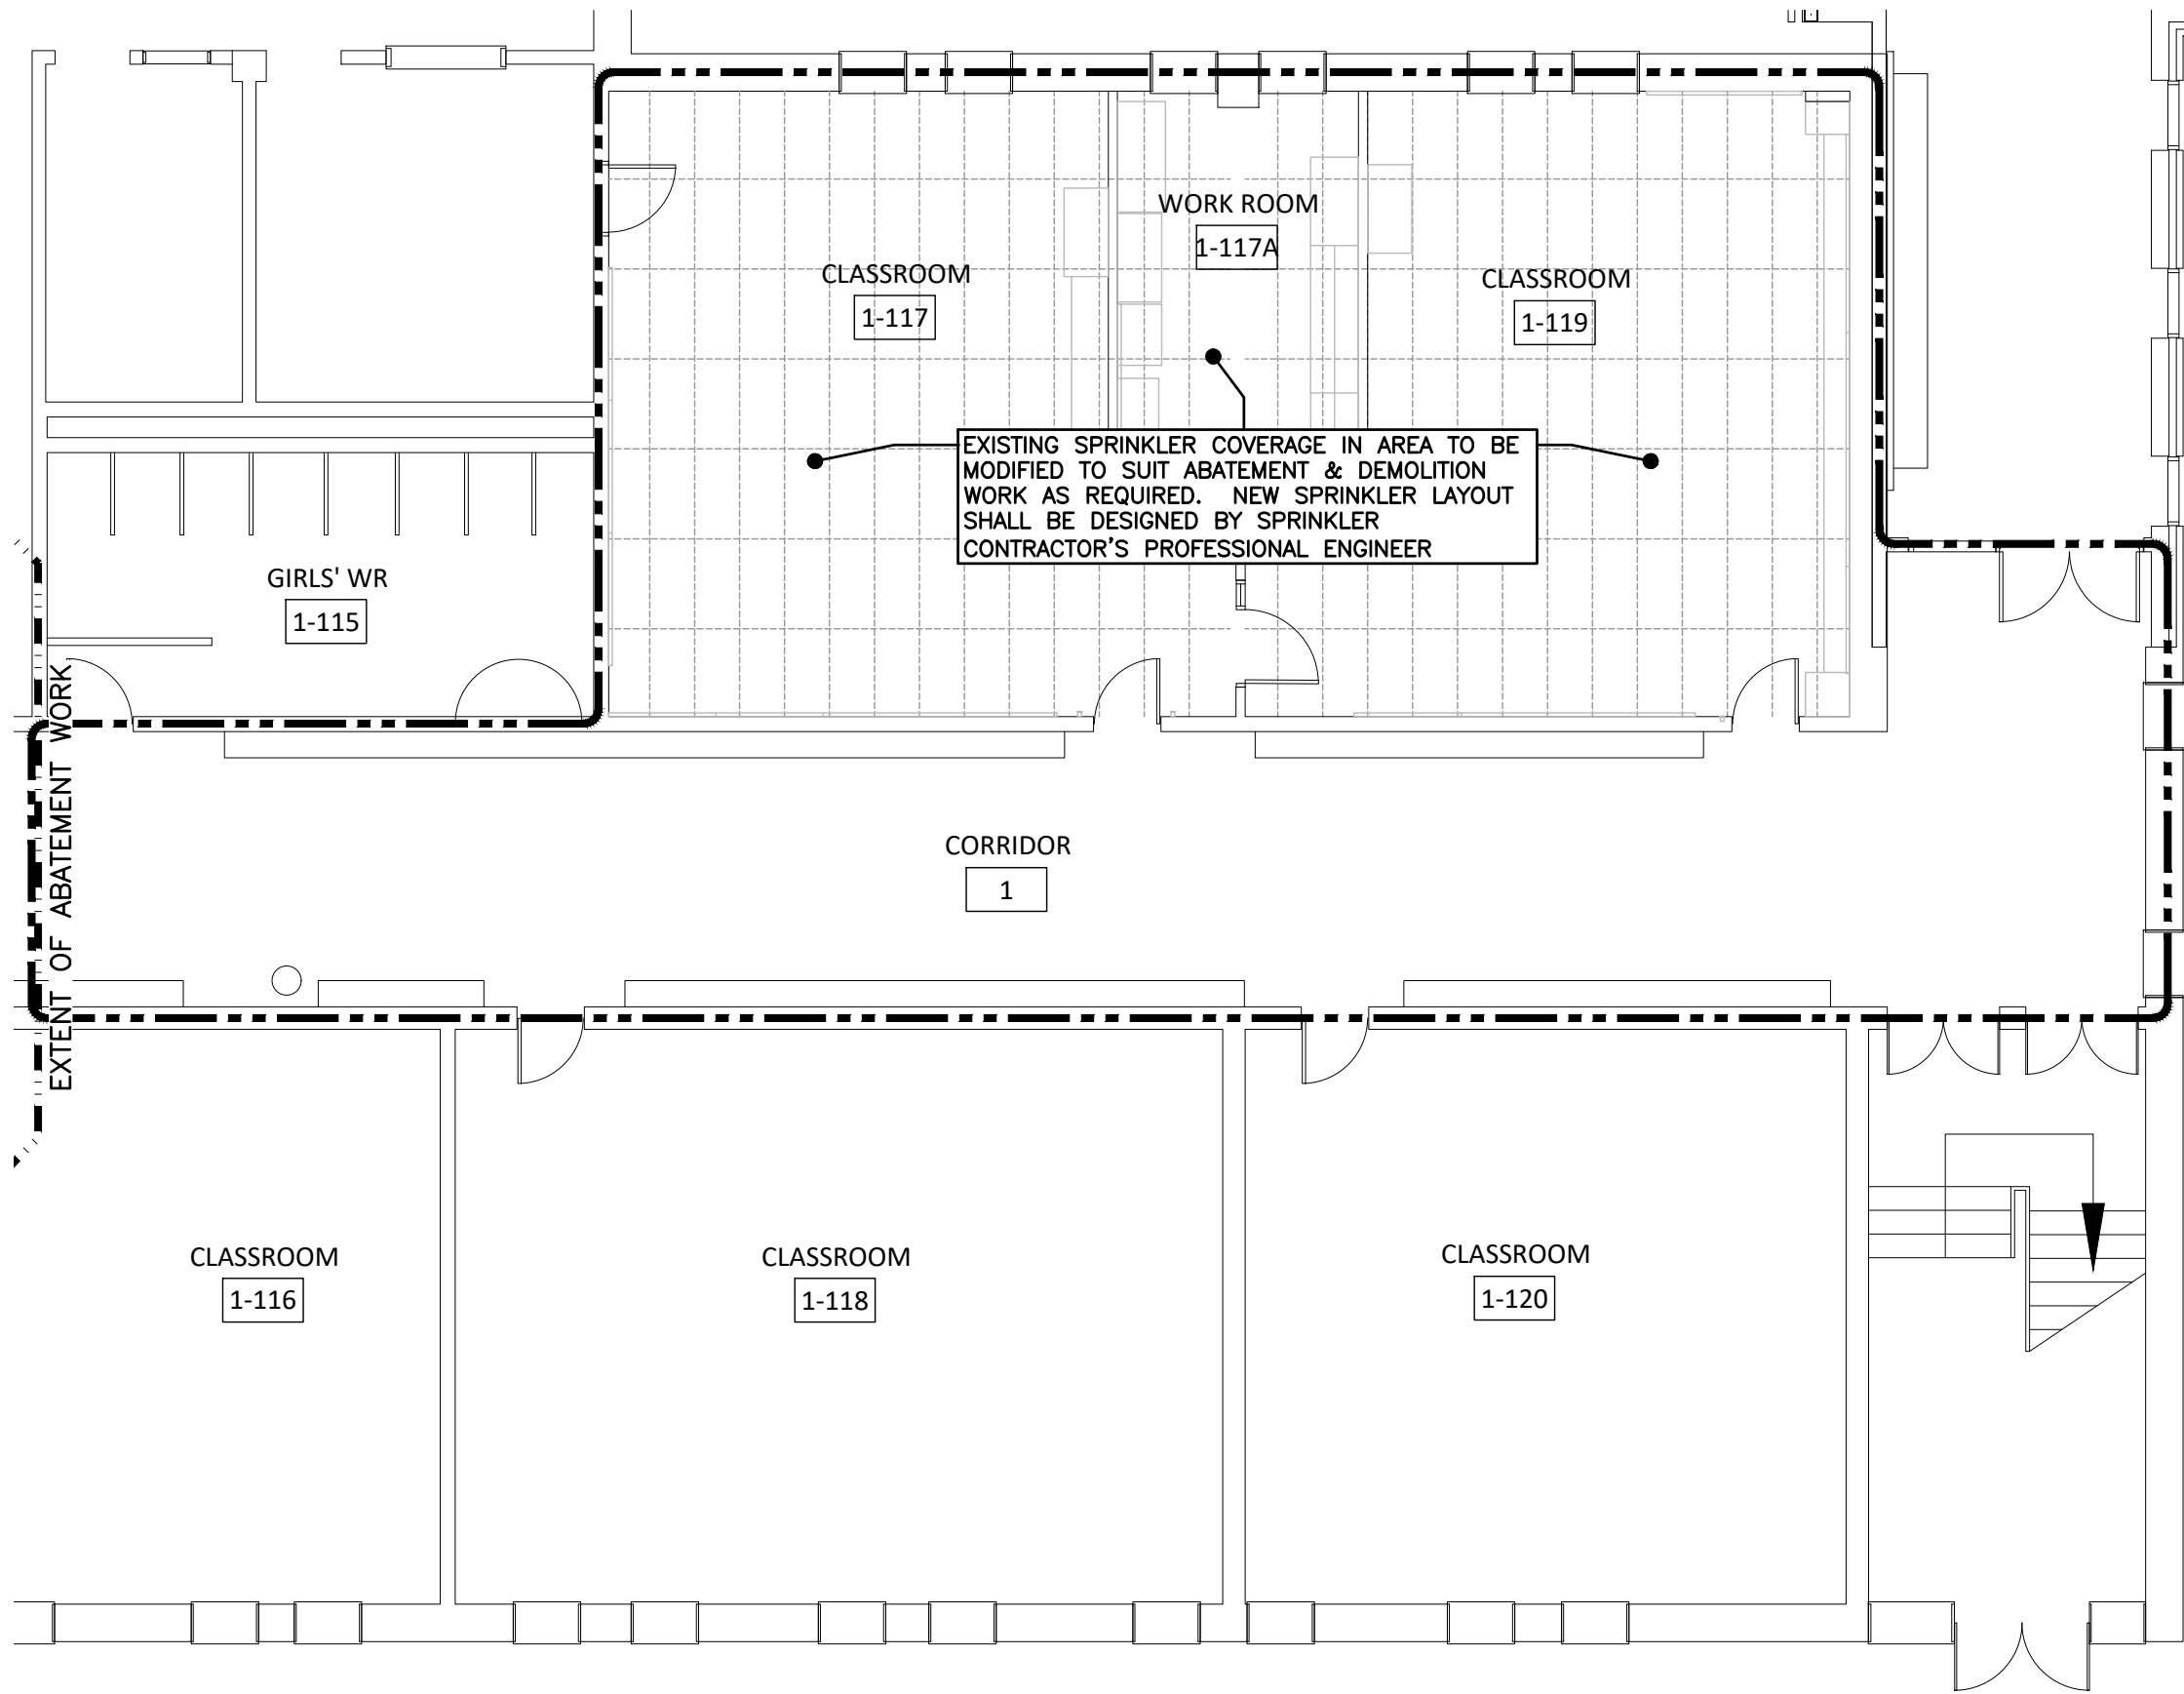 WORK ROOM
1-117A
CLASSROOM
1-117
CLASSROOM
1-119
EXISTING SPRINKLER COVERAGE IN AREA TO BE
MODIFIED TO SUIT ABATEMENT & DEMOLITION
WORK AS REQUIRED. NEW SPRINKLER LAYOUT
SHALL BE DESIGNED BY SPRINKLER
CONTRACTOR'S PROFESSIONAL ENGINEER
GIRLS' WR
1-115
EXTENT OF ABATEMENT WORK
CORRIDOR
1
CLASSROOM
1-116
CLASSROOM
1-118
CLASSROOM
1-120